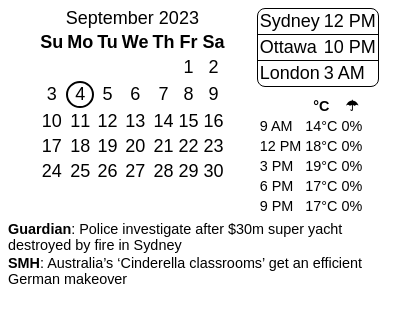 September 2023
Su Mo Tu We Th Fr Sa
1 2
3 4 5 6 7 8 9
10 11 12 13 14 15 16
17 18 19 20 21 22 23
24 25 26 27 28 29 30
Sydney 12 PM
Ottawa 10 PM
London 3 AM
°C ☂
9 AM 14°C 0%
12 PM 18°C 0%
3 PM 19°C 0%
6 PM 17°C 0%
9 PM 17°C 0%
Guardian: Police investigate after $30m super yacht
destroyed by fire in Sydney
SMH: Australia’s ‘Cinderella classrooms’ get an efficient
German makeover